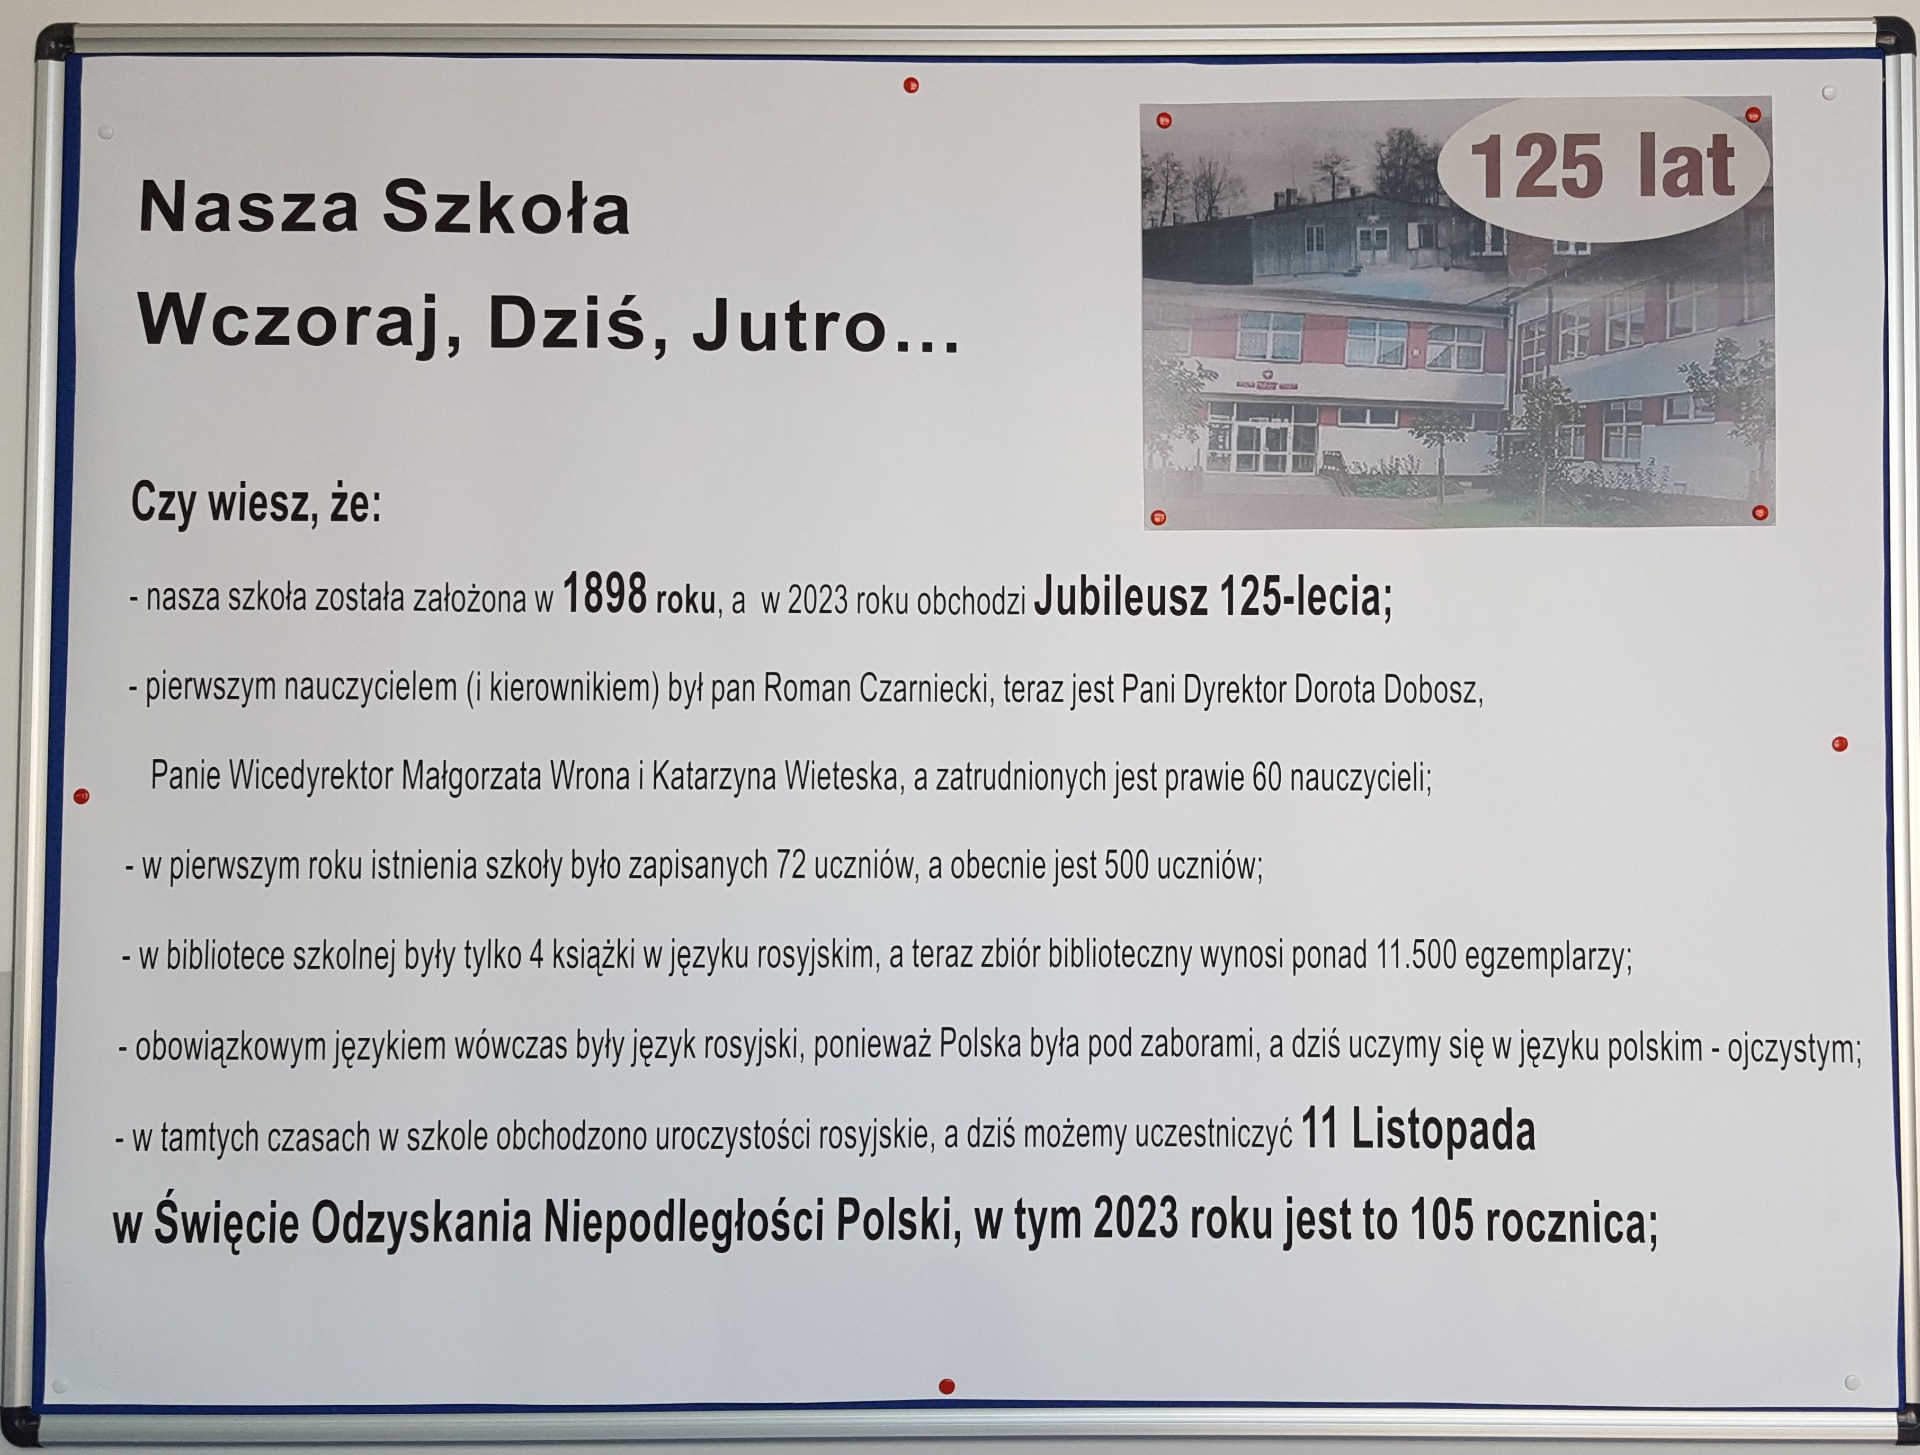 125 lat
Nasza Szkoła
Wczoraj, Dziś, Jutro...
Czy wiesz, że:
- nasza szkoła została założona w 1898 roku, a w 2023 roku obchodzi Jubileusz 125-lecia;
- pierwszym nauczycielem (i kierownikiem) był pan Roman Czarniecki, teraz jest Pani Dyrektor Dorota Dobosz,
Panie Wicedyrektor Małgorzata Wrona i Katarzyna Wieteska, a zatrudnionych jest prawie 60 nauczycieli;
- w pierwszym roku istnienia szkoły było zapisanych 72 uczniów, a obecnie jest 500 uczniów;
- w bibliotece szkolnej były tylko 4 książki w języku rosyjskim, a teraz zbiór biblioteczny wynosi ponad 11.500 egzemplarzy;
- obowiązkowym językiem wówczas były język rosyjski, ponieważ Polska była pod zaborami, a dziś uczymy się w języku polskim - ojczystym;
- w tamtych czasach w szkole obchodzono uroczystości rosyjskie, a dziś możemy uczestniczyć 11 Listopada
w Święcie Odzyskania Niepodległości Polski, w tym 2023 roku jest to 105 rocznica;